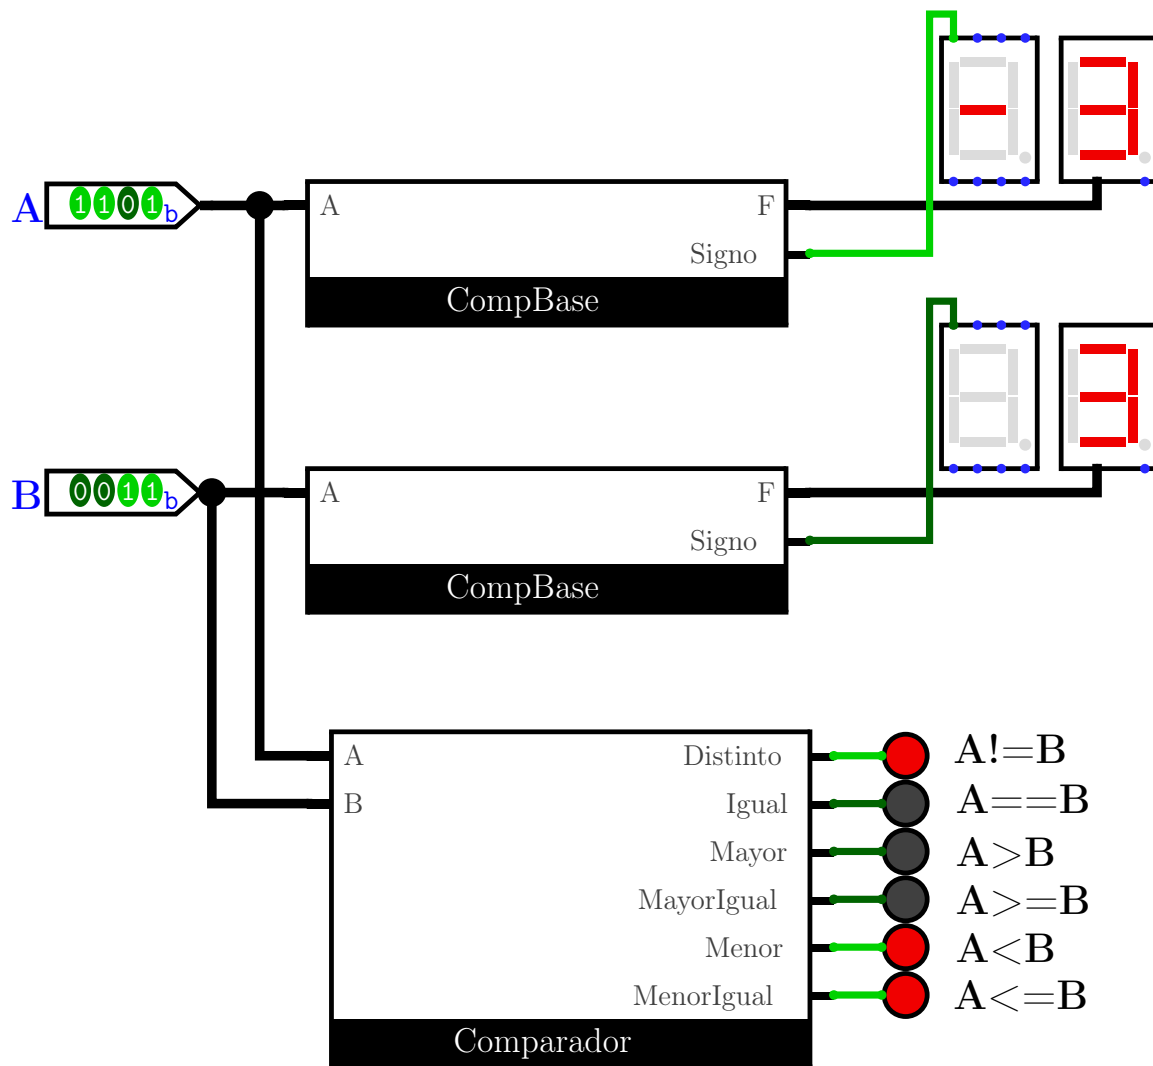 A 1101b A F
Signo
CompBase
B 0011b A F
Signo
CompBase
A Distinto A!=B
B Igual A==B
Mayor A>B
MayorIgual A>=B
Menor A<B
MenorIgual A<=B
Comparador